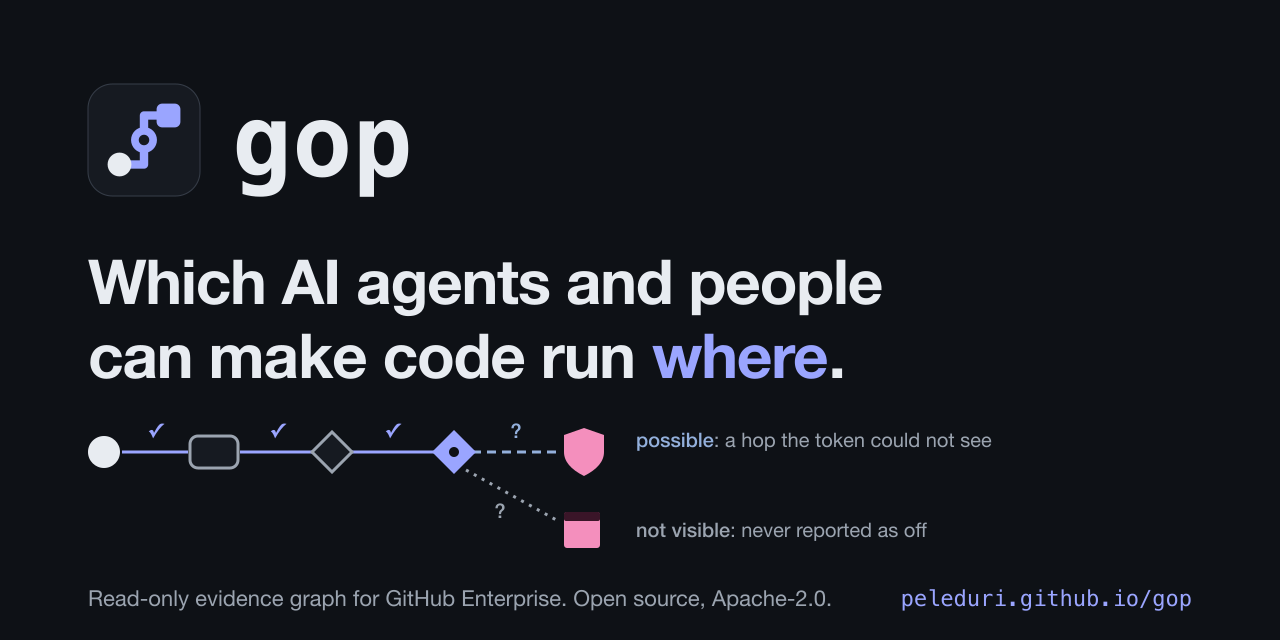 gop
Which AI agents and people
can make code run where.
✓ ✓ ✓ ?
possible: a hop the token could not see
?
not visible: never reported as off
Read-only evidence graph for GitHub Enterprise. Open source, Apache-2.0.
peleduri.github.io/gop